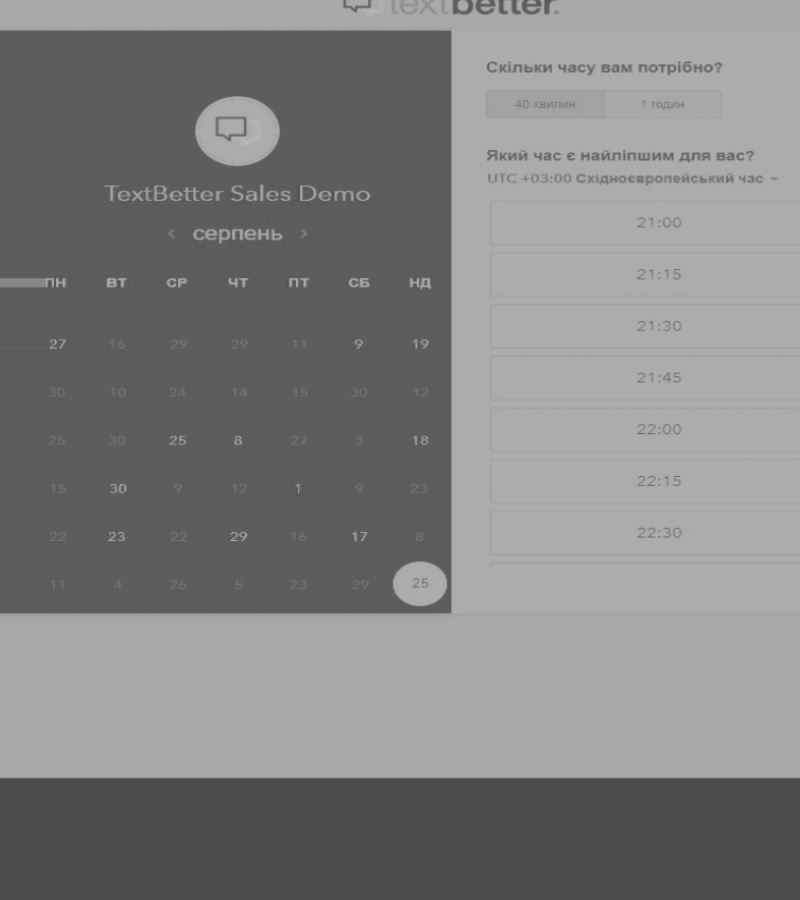 textbetter.
TextBetter Sales Demo
‹ серпень ›
ПН ВТ СР ЧТ ПТ СБ НД
27 16 29 29 11 9 19
30 10 24 14 15 30 12
25 30 25 8 27 3 18
15 30 9 12 1 9 23
22 23 22 29 16 17 8
11 4 26 5 23 29 25
Скільки часу вам потрібно?
40 хвилин 1 годин
Який час є найліпшим для вас?
UTC +03:00 Східноєвропейський час
21:00
21:15
21:30
21:45
22:00
22:15
22:30